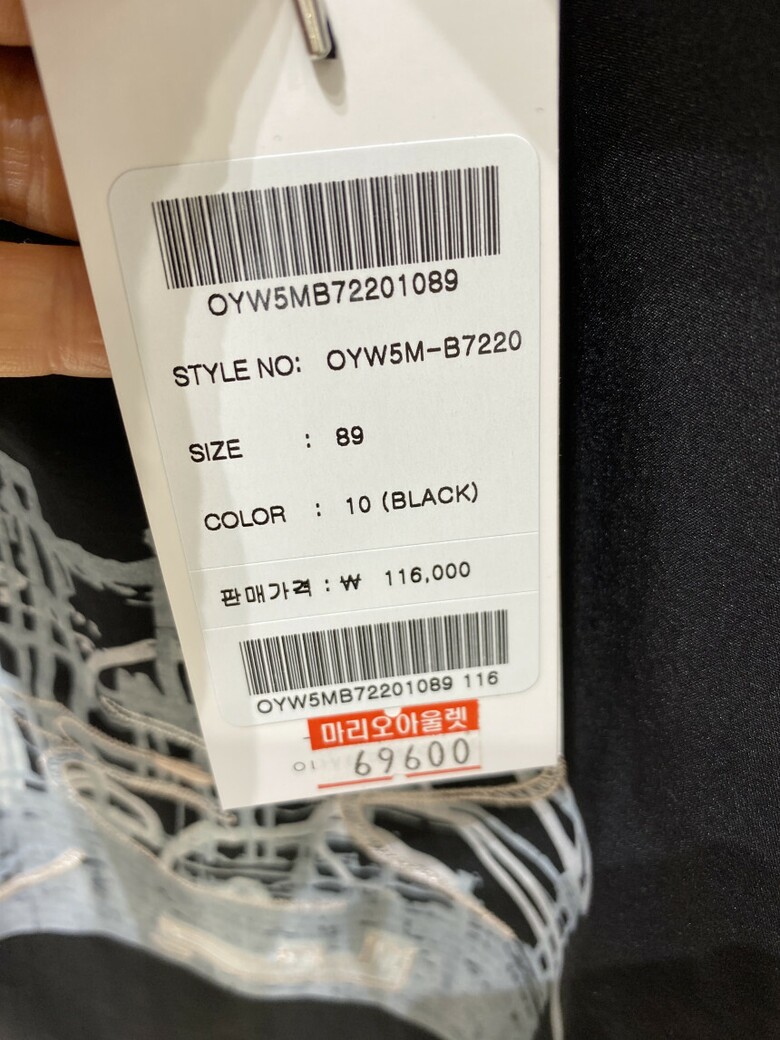 OYW5MB72201089
STYLE NO: OYW5M-B7220
SIZE : 89
COLOR : 10 (BLACK)
판매가격 : ₩ 116,000
OYW5MB72201089 116
마리오아울렛
69600